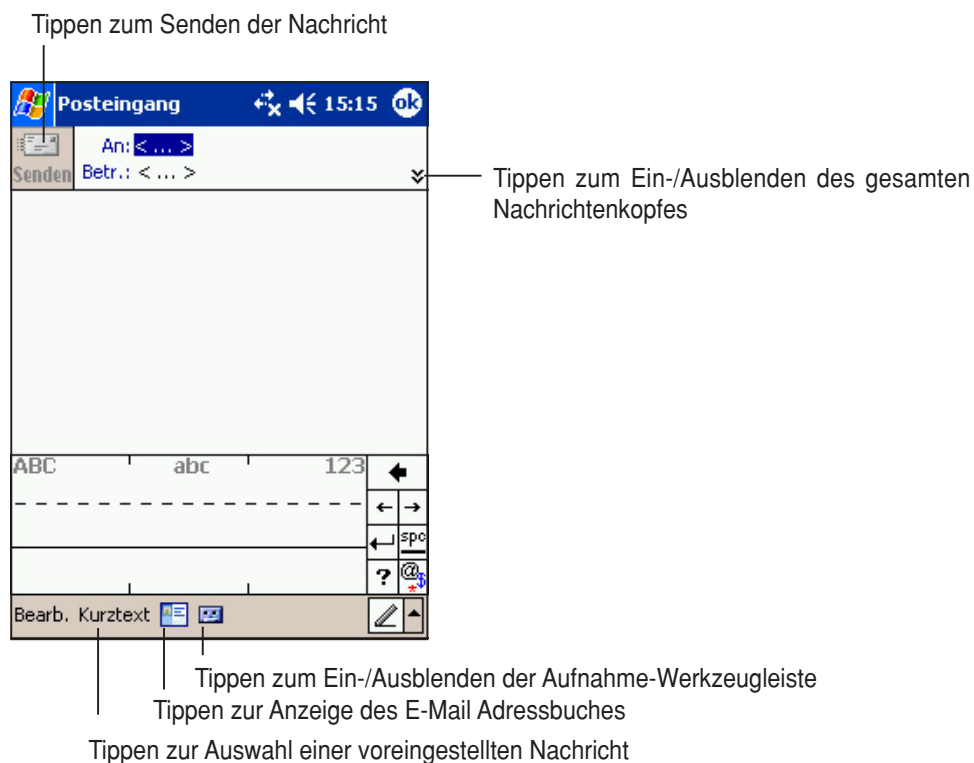 Tippen zum Senden der Nachricht
Posteingang 15:15 ok
An: < ... >
Senden Betr.: < ... >
Tippen zum Ein-/Ausblenden des gesamten
Nachrichtenkopfes
ABC abc 123
spc
? @*$
Bearb. Kurztext
Tippen zum Ein-/Ausblenden der Aufnahme-Werkzeugleiste
Tippen zur Anzeige des E-Mail Adressbuches
Tippen zur Auswahl einer voreingestellten Nachricht